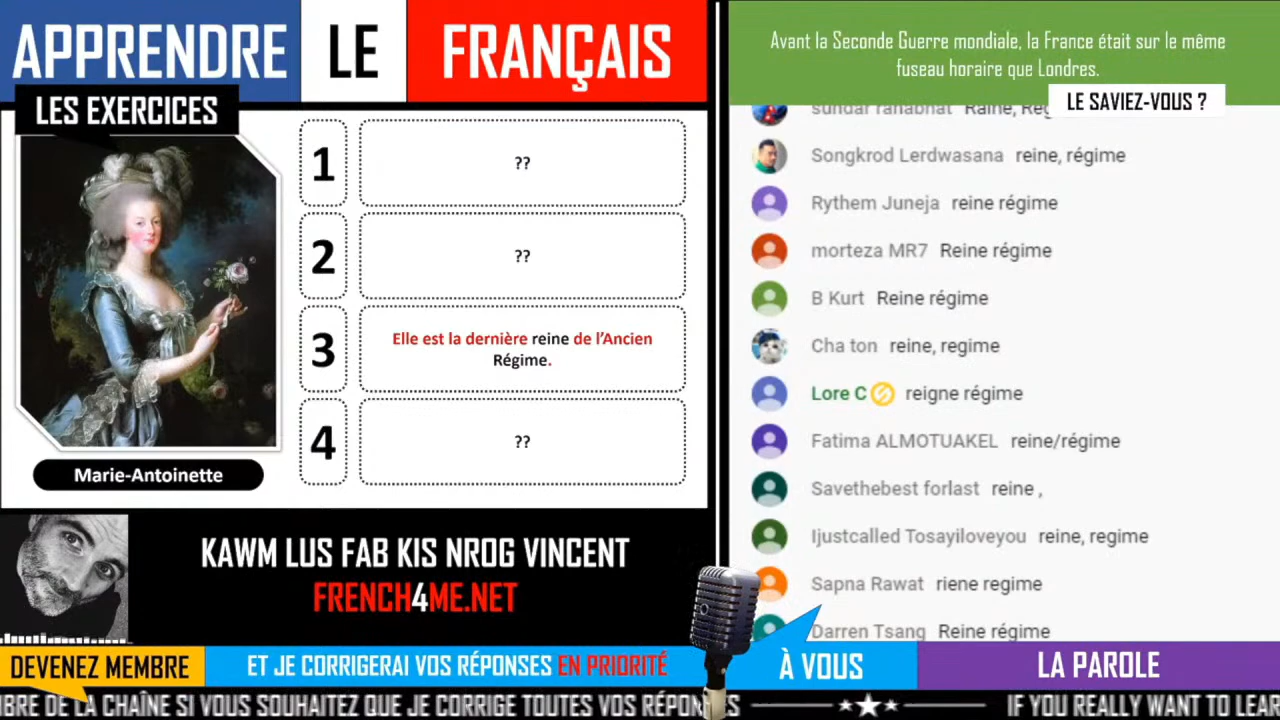 APPRENDRE LE FRANÇAIS
LES EXERCICES
1
??
2
??
3
Elle est la dernière reine de l'Ancien
Régime.
4
??
Marie-Antoinette
KAWM LUS FAB KIS NROG VINCENT
FRENCH4ME.NET
DEVENEZ MEMBRE
ET JE CORRIGERAI VOS RÉPONSES EN PRIORITÉ
Avant la Seconde Guerre mondiale, la France était sur le même
fuseau horaire que Londres.
LE SAVIEZ-VOUS ?
Songkrod Lerdwasana reine, régime
Rythem Juneja reine régime
morteza MR7 Reine régime
B Kurt Reine régime
Cha ton reine, regime
Lore C reigne régime
Fatima ALMOTUAKEL reine/régime
Savethebest forlast reine ,
Ijustcalled Tosayiloveyou reine, regime
Sapna Rawat riene regime
Darren Tsang Reine régime
À VOUS
LA PAROLE
DE LA CHAÎNE SI VOUS SOUHAITEZ QUE JE CORRIGE TOUTES VOS RÉPONSES
IF YOU REALLY WANT TO